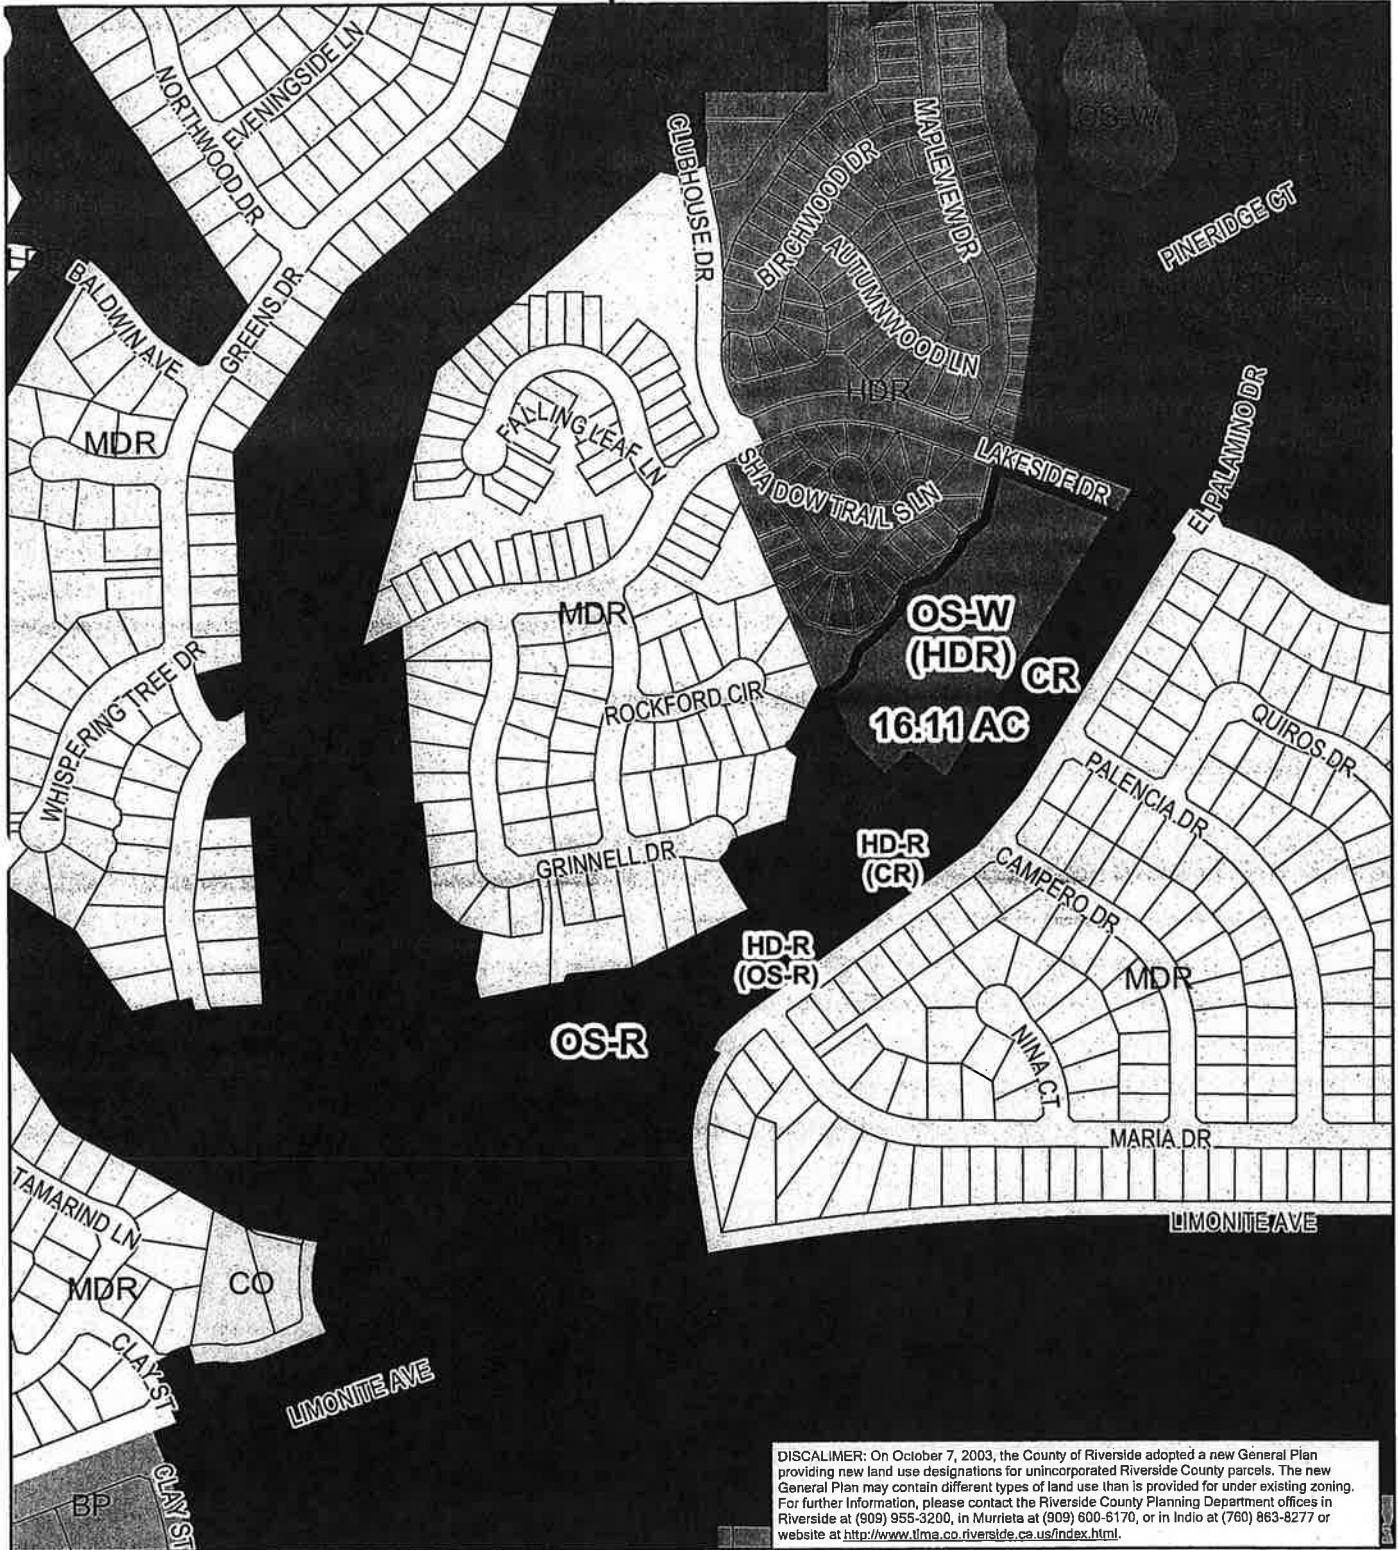 EVENINGSIDE LN
NORTHWOOD DR
CLUBHOUSE DR
MAPLEVIEW DR
BIRCHWOOD DR
OS-W
PINERIDGE CT
AUTUMNWOOD LN
BALDWIN AVE
GREENS DR
HDR
EL PALAMINO DR
MDR
FALLING LEAF LN
LAKESIDE DR
SHADOW TRAILS LN
OS-W
(HDR)
CR
16.11 AC
MDR
WHISPERING TREE DR
ROCKFORD CIR
QUIROS DR
PALENCIA DR
GRINNELL DR
HD-R
(CR)
CAMPERO DR
HD-R
(OS-R)
MDR
OS-R
NINA CT
MARIA DR
LIMONITE AVE
TAMARIND LN
MDR
CO
CLAY ST
LIMONITE AVE
BP
CLAY ST
DISCALIMER: On October 7, 2003, the County of Riverside adopted a new General Plan
providing new land use designations for unincorporated Riverside County parcels. The new
General Plan may contain different types of land use than is provided for under existing zoning.
For further Information, please contact the Riverside County Planning Department offices in
Riverside at (909) 955-3200, in Murrieta at (909) 600-6170, or in Indio at (760) 863-8277 or
website at http://www.tlma.co.riverside.ca.us/index.html.